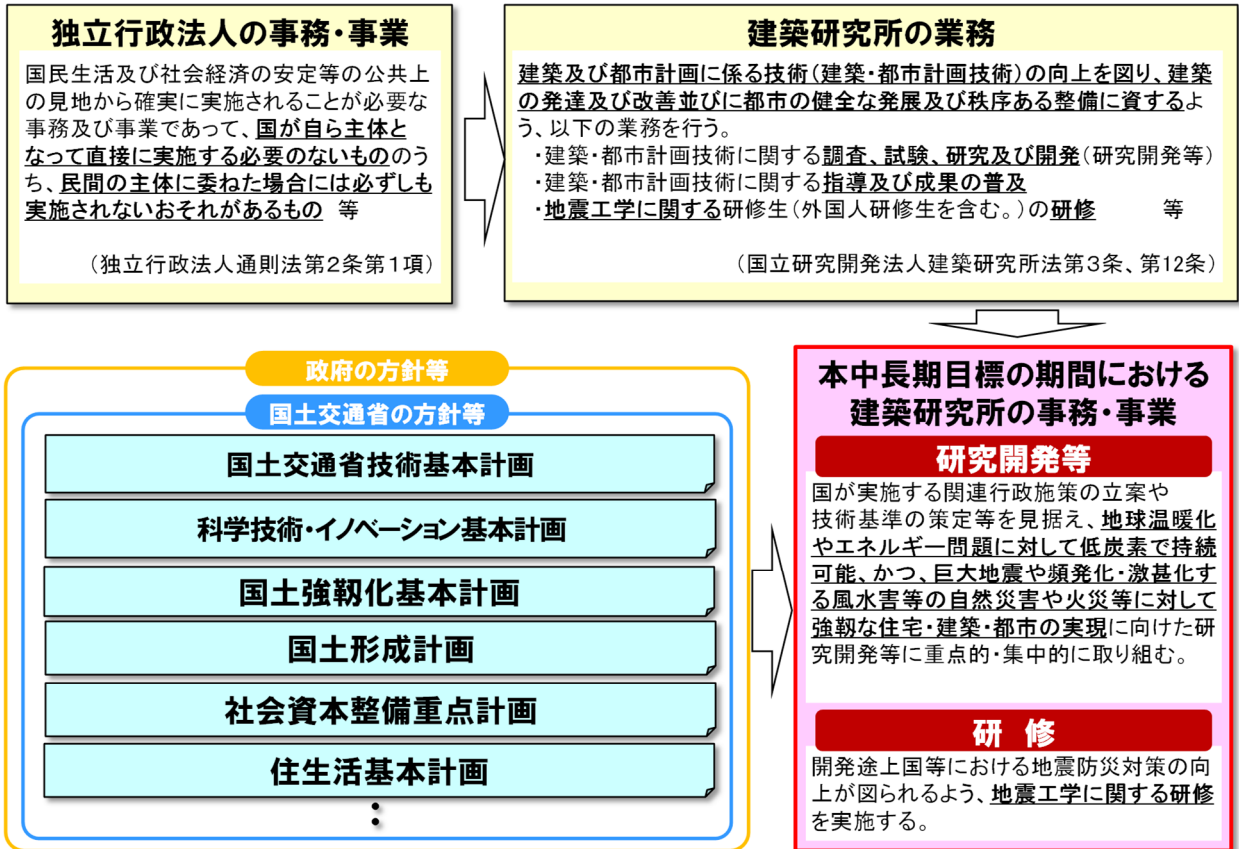 独立行政法人の事務・事業
国民生活及び社会経済の安定等の公共上
の見地から確実に実施されることが必要な
事務及び事業であって、国が自ら主体と
なって直接に実施する必要のないもののう
ち、民間の主体に委ねた場合には必ずしも
実施されないおそれがあるもの 等
（独立行政法人通則法第２条第１項）
建築研究所の業務
建築及び都市計画に係る技術（建築・都市計画技術）の向上を図り、建築
の発達及び改善並びに都市の健全な発展及び秩序ある整備に資するよ
う、以下の業務を行う。
・建築・都市計画技術に関する調査、試験、研究及び開発（研究開発等）
・建築・都市計画技術に関する指導及び成果の普及
・地震工学に関する研修生（外国人研修生を含む。）の研修 等
（国立研究開発法人建築研究所法第３条、第12条）
政府の方針等
国土交通省の方針等
国土交通省技術基本計画
科学技術・イノベーション基本計画
国土強靱化基本計画
国土形成計画
社会資本整備重点計画
住生活基本計画
：
本中長期目標の期間における
建築研究所の事務・事業
研究開発等
国が実施する関連行政施策の立案や
技術基準の策定等を見据え、地球温暖化
やエネルギー問題に対して低炭素で持続
可能、かつ、巨大地震や頻発化・激甚化す
る風水害等の自然災害や火災等に対して
強靱な住宅・建築・都市の実現に向けた研
究開発等に重点的・集中的に取り組む。
研 修
開発途上国等における地震防災対策の向
上が図られるよう、地震工学に関する研修
を実施する。